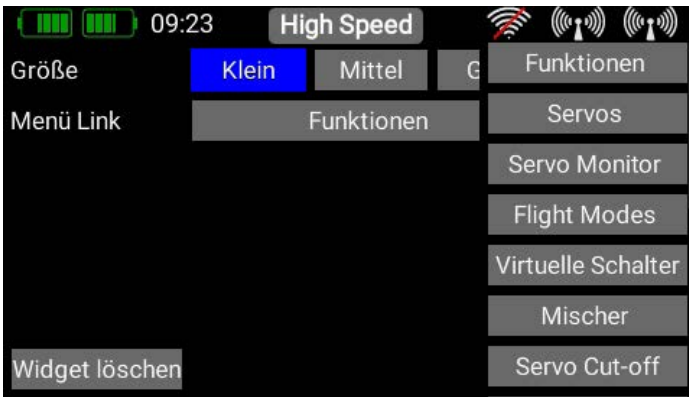 09:23 High Speed
Größe Klein Mittel G
Menü Link Funktionen
Funktionen
Servos
Servo Monitor
Flight Modes
Virtuelle Schalter
Mischer
Servo Cut-off
Widget löschen